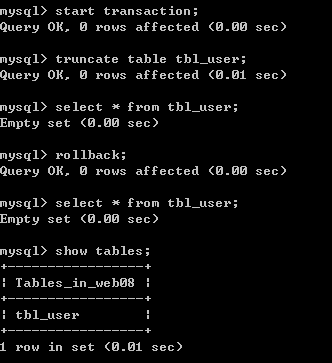 mysql> start transaction;
Query OK, 0 rows affected (0.00 sec)
mysql> truncate table tbl_user;
Query OK, 0 rows affected (0.01 sec)
mysql> select * from tbl_user;
Empty set (0.00 sec)
mysql> rollback;
Query OK, 0 rows affected (0.00 sec)
mysql> select * from tbl_user;
Empty set (0.00 sec)
mysql> show tables;
+-----------------+
¦ Tables_in_web08 ¦
+-----------------+
¦ tbl_user        ¦
+-----------------+
1 row in set (0.01 sec)